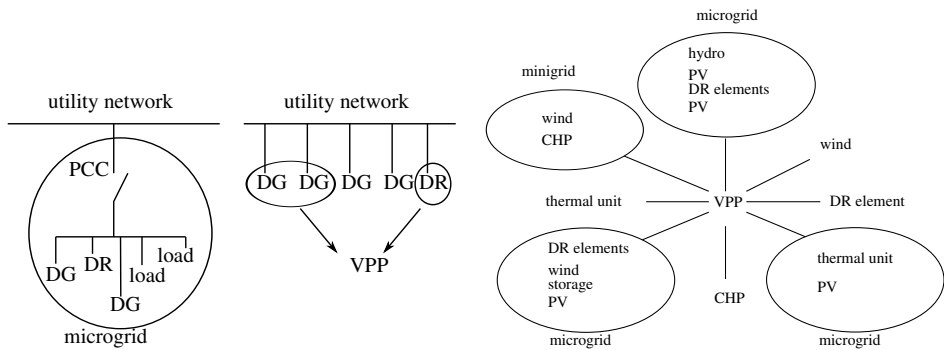 utility network
PCC
DG
DR
load
load
DG
microgrid
utility network
DG DG DG DG DR
VPP
microgrid
hydro
PV
DR elements
PV
minigrid
wind
CHP
wind
thermal unit
VPP
DR element
DR elements
wind
storage
PV
microgrid
CHP
thermal unit
PV
microgrid